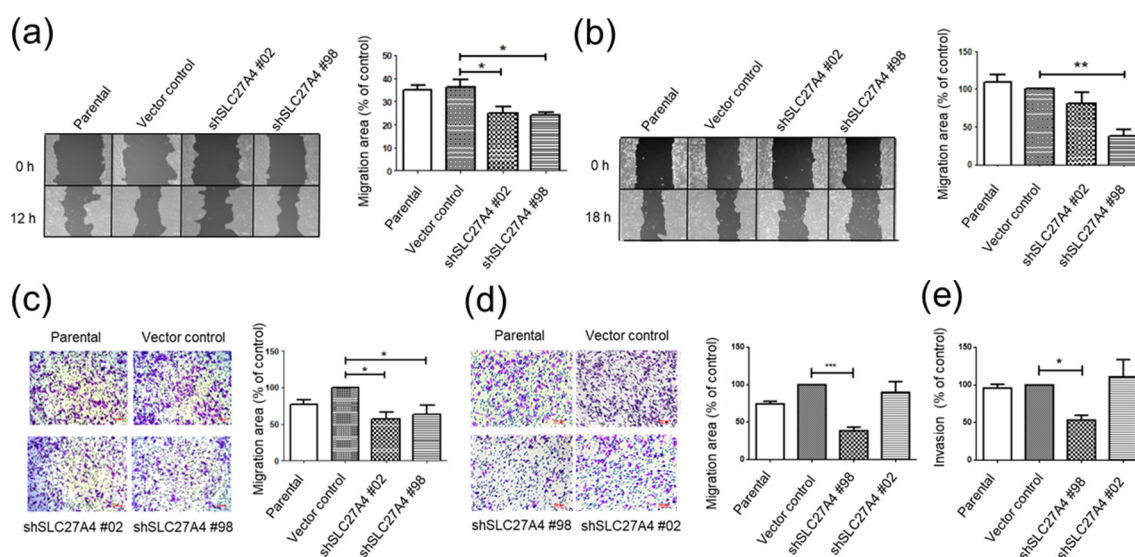 (a)
Parental
Vector control
shSLC27A4 #02
shSLC27A4 #98
0 h
12 h
Migration area (% of control)
50
40
30
20
10
0
*
*
Parental
Vector control
shSLC27A4 #02
shSLC27A4 #98
(b)
Parental
Vector control
shSLC27A4 #02
shSLC27A4 #98
0 h
18 h
Migration area (% of control)
150
100
50
0
**
Parental
Vector control
shSLC27A4 #02
shSLC27A4 #98
(c)
Parental
Vector control
shSLC27A4 #02
shSLC27A4 #98
Migration area (% of control)
150
100
50
0
*
*
Parental
Vector control
shSLC27A4 #02
shSLC27A4 #98
(d)
Parental
Vector control
shSLC27A4 #98
shSLC27A4 #02
Migration area (% of control)
150
100
50
0
***
Parental
Vector control
shSLC27A4 #98
shSLC27A4 #02
(e)
Invasion (% of control)
150
100
50
0
*
Parental
Vector control
shSLC27A4 #98
shSLC27A4 #02